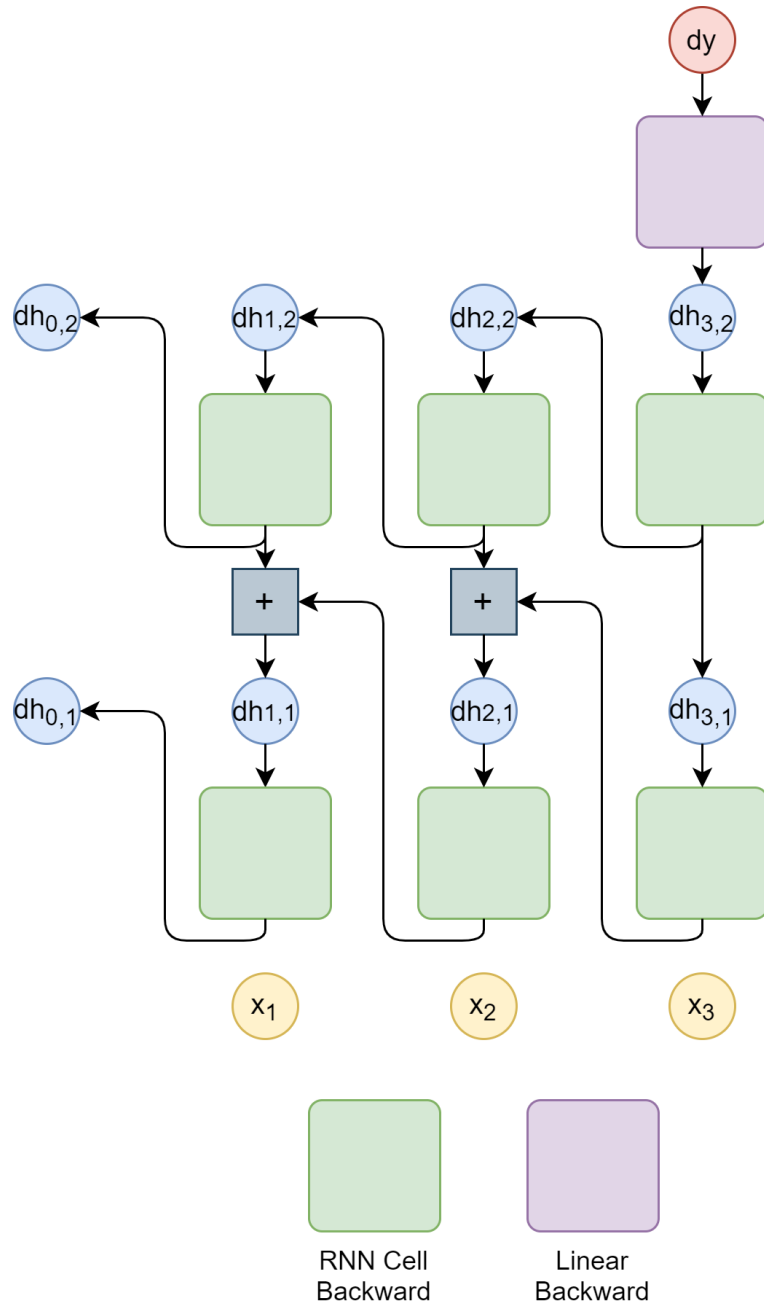 dy
dh0,2
dh1,2
dh2,2
dh3,2
+
+
dh0,1
dh1,1
dh2,1
dh3,1
x1
x2
x3
RNN Cell
Backward
Linear
Backward